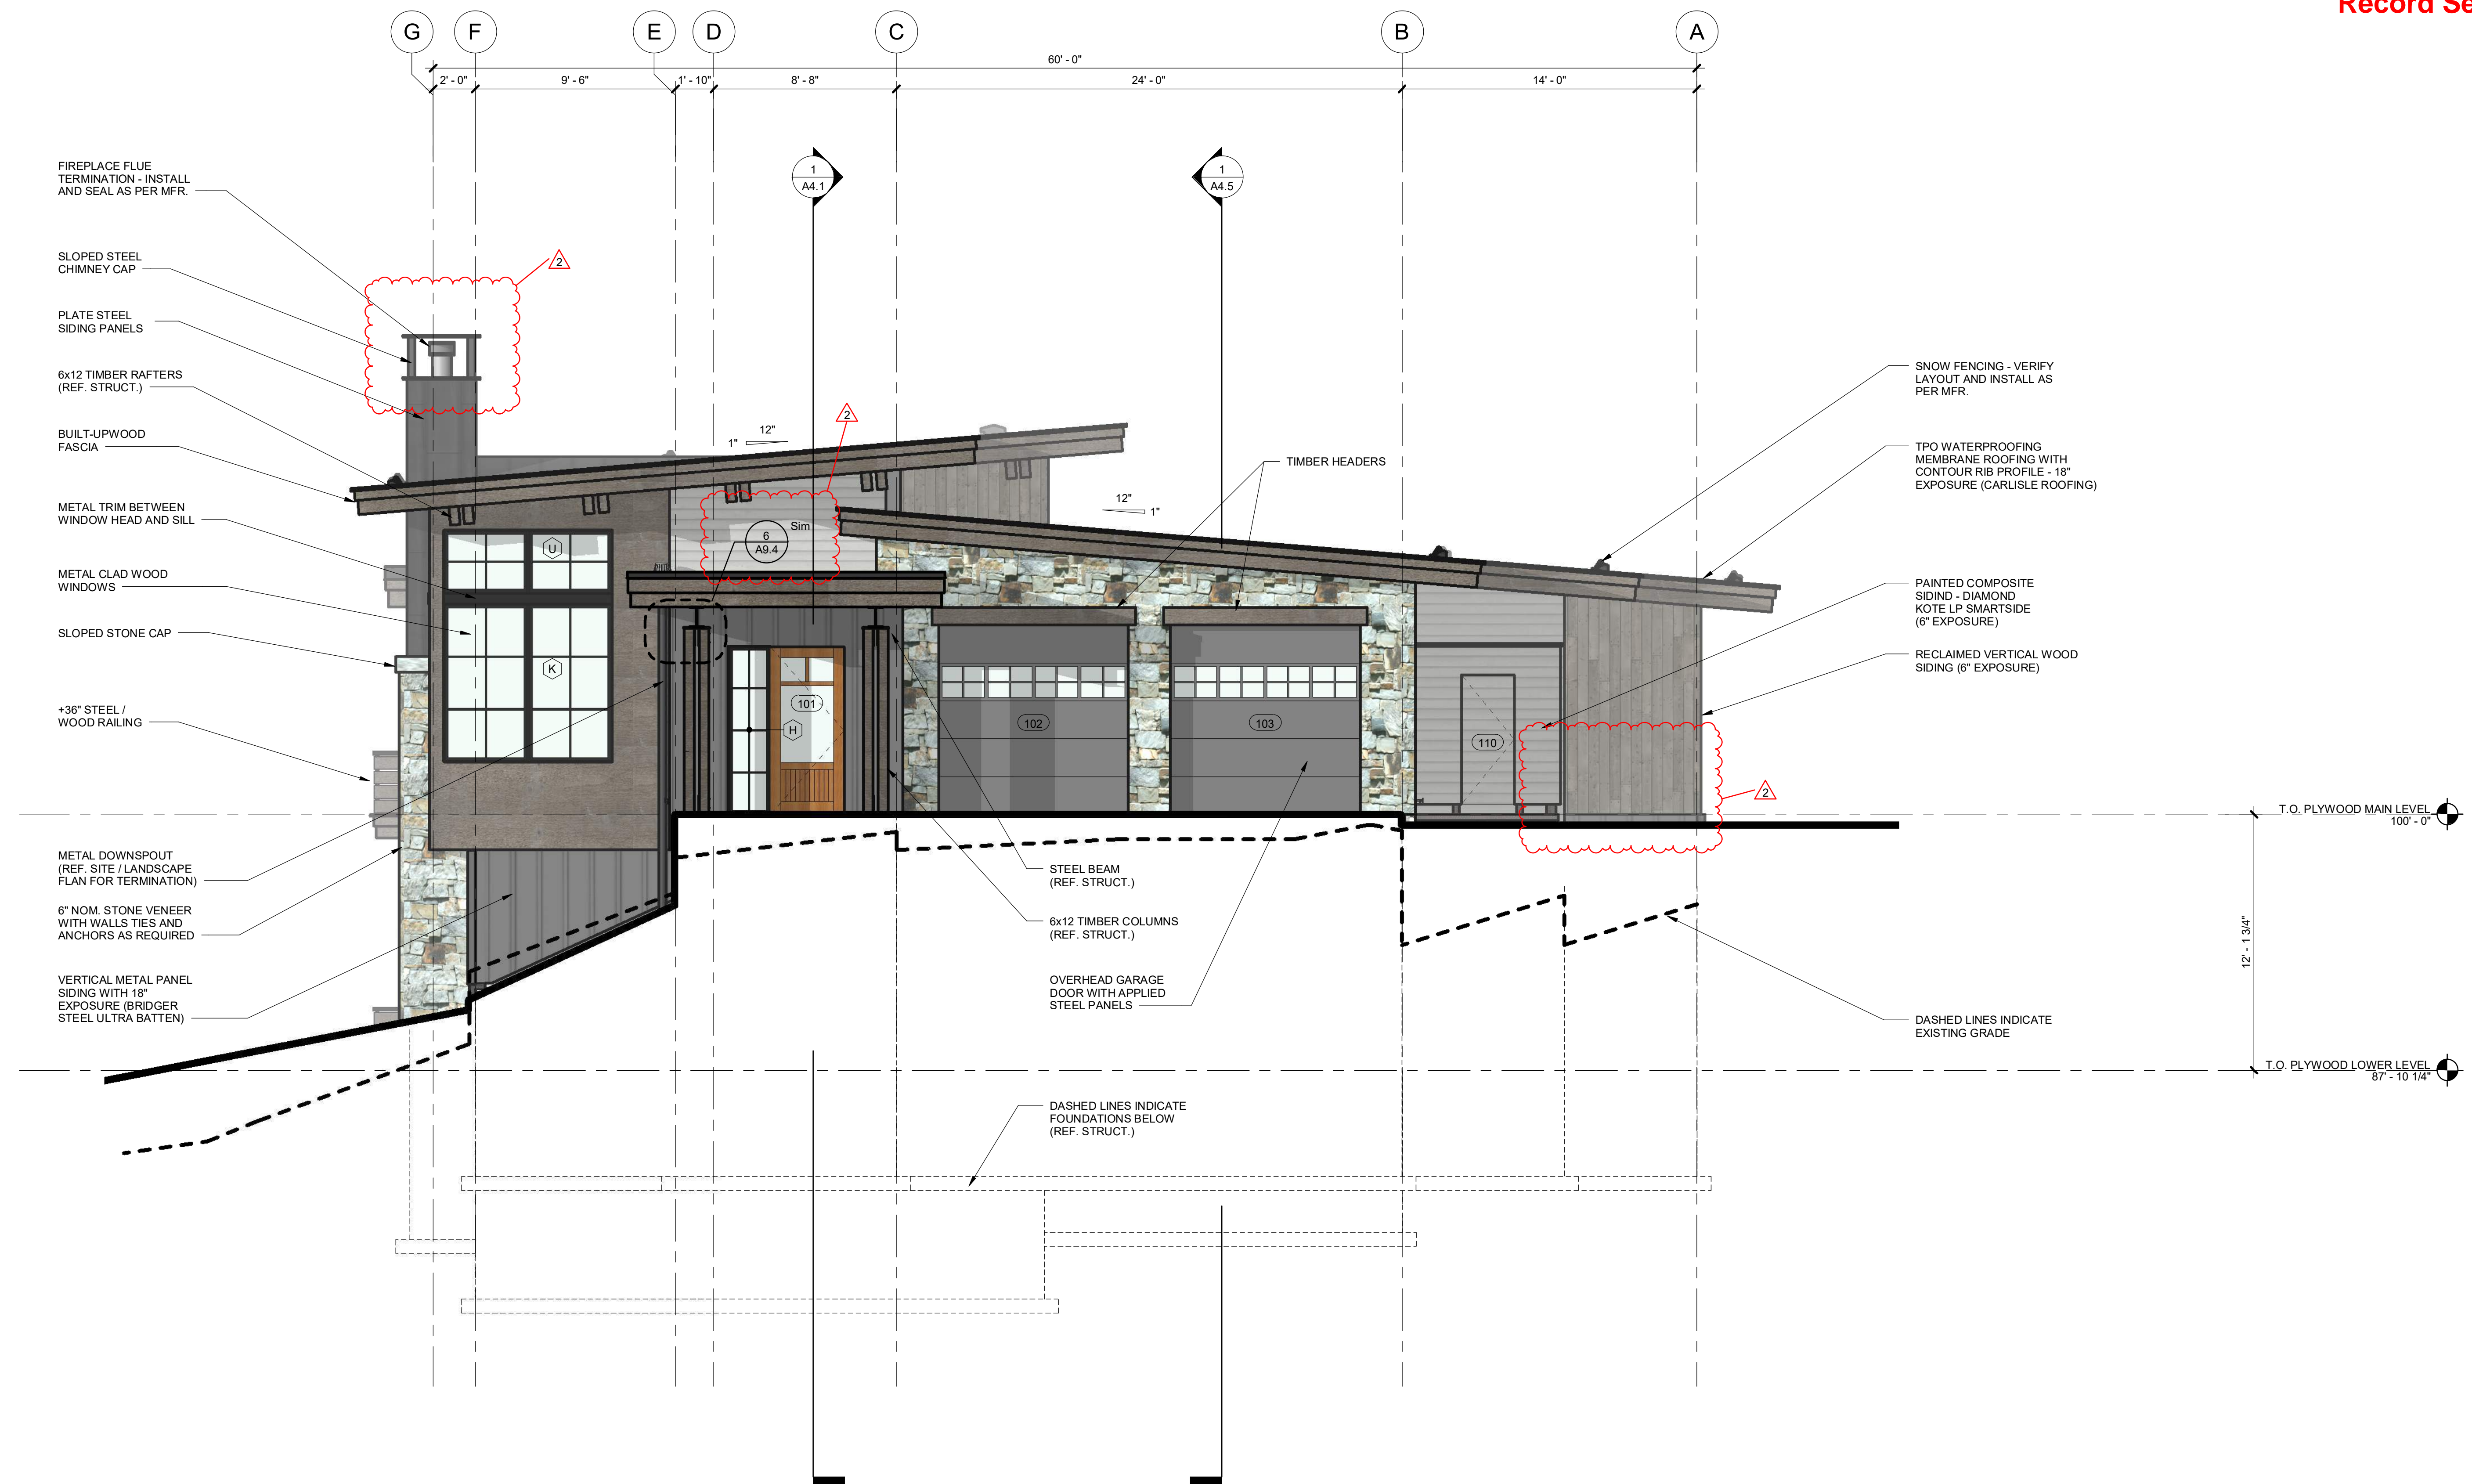 Record Se
G
F
E
D
C
B
A
60' - 0"
2' - 0"
9' - 6"
1' - 10"
8' - 8"
24' - 0"
14' - 0"
1
A4.1
1
A4.5
FIREPLACE FLUE
TERMINATION - INSTALL
AND SEAL AS PER MFR.
SLOPED STEEL
CHIMNEY CAP
PLATE STEEL
SIDING PANELS
6x12 TIMBER RAFTERS
(REF. STRUCT.)
BUILT-UPWOOD
FASCIA
METAL TRIM BETWEEN
WINDOW HEAD AND SILL
METAL CLAD WOOD
WINDOWS
SLOPED STONE CAP
+36" STEEL /
WOOD RAILING
METAL DOWNSPOUT
(REF. SITE / LANDSCAPE
FLAN FOR TERMINATION)
6" NOM. STONE VENEER
WITH WALLS TIES AND
ANCHORS AS REQUIRED
VERTICAL METAL PANEL
SIDING WITH 18"
EXPOSURE (BRIDGER
STEEL ULTRA BATTEN)
2
2
12"
1"
TIMBER HEADERS
12"
1"
Sim
6
A9.4
U
K
101
H
102
103
110
2
STEEL BEAM
(REF. STRUCT.)
6x12 TIMBER COLUMNS
(REF. STRUCT.)
OVERHEAD GARAGE
DOOR WITH APPLIED
STEEL PANELS
DASHED LINES INDICATE
FOUNDATIONS BELOW
(REF. STRUCT.)
SNOW FENCING - VERIFY
LAYOUT AND INSTALL AS
PER MFR.
TPO WATERPROOFING
MEMBRANE ROOFING WITH
CONTOUR RIB PROFILE - 18"
EXPOSURE (CARLISLE ROOFING)
PAINTED COMPOSITE
SIDIND - DIAMOND
KOTE LP SMARTSIDE
(6" EXPOSURE)
RECLAIMED VERTICAL WOOD
SIDING (6" EXPOSURE)
DASHED LINES INDICATE
EXISTING GRADE
T.O. PLYWOOD MAIN LEVEL
100' - 0"
12' - 1 3/4"
T.O. PLYWOOD LOWER LEVEL
87' - 10 1/4"